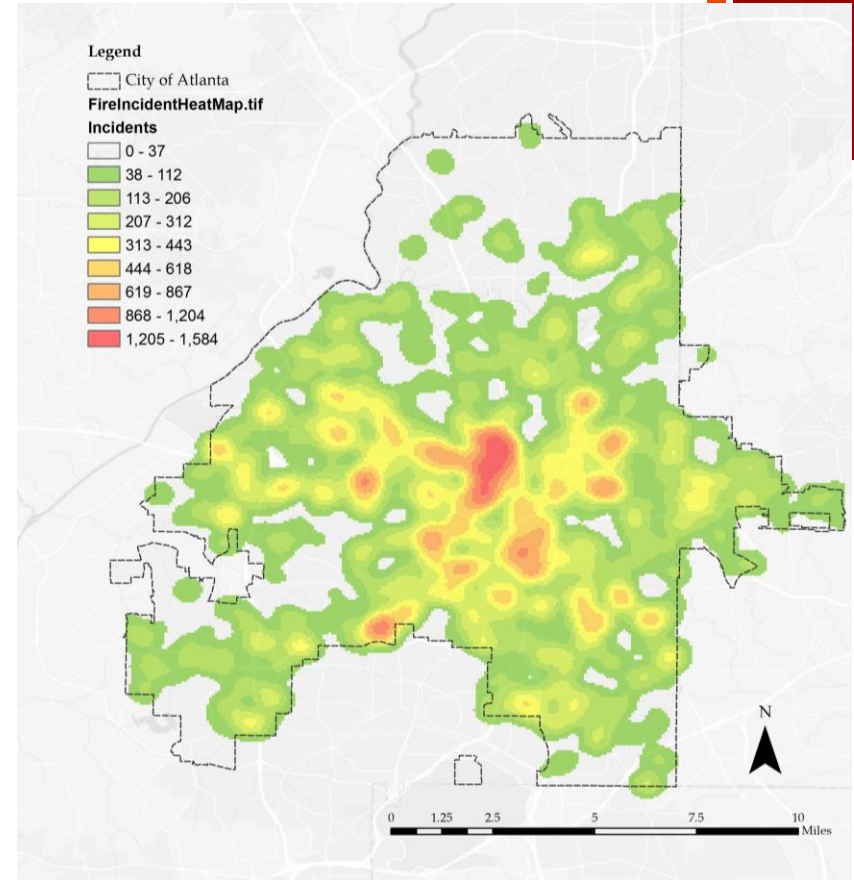 Legend
City of Atlanta
FireIncidentHeatMap.tif
Incidents
0 - 37
38 - 112
113 - 206
207 - 312
313 - 443
444 - 618
619 - 867
868 - 1,204
1,205 - 1,584
N
0 1.25 2.5 5 7.5 10
Miles